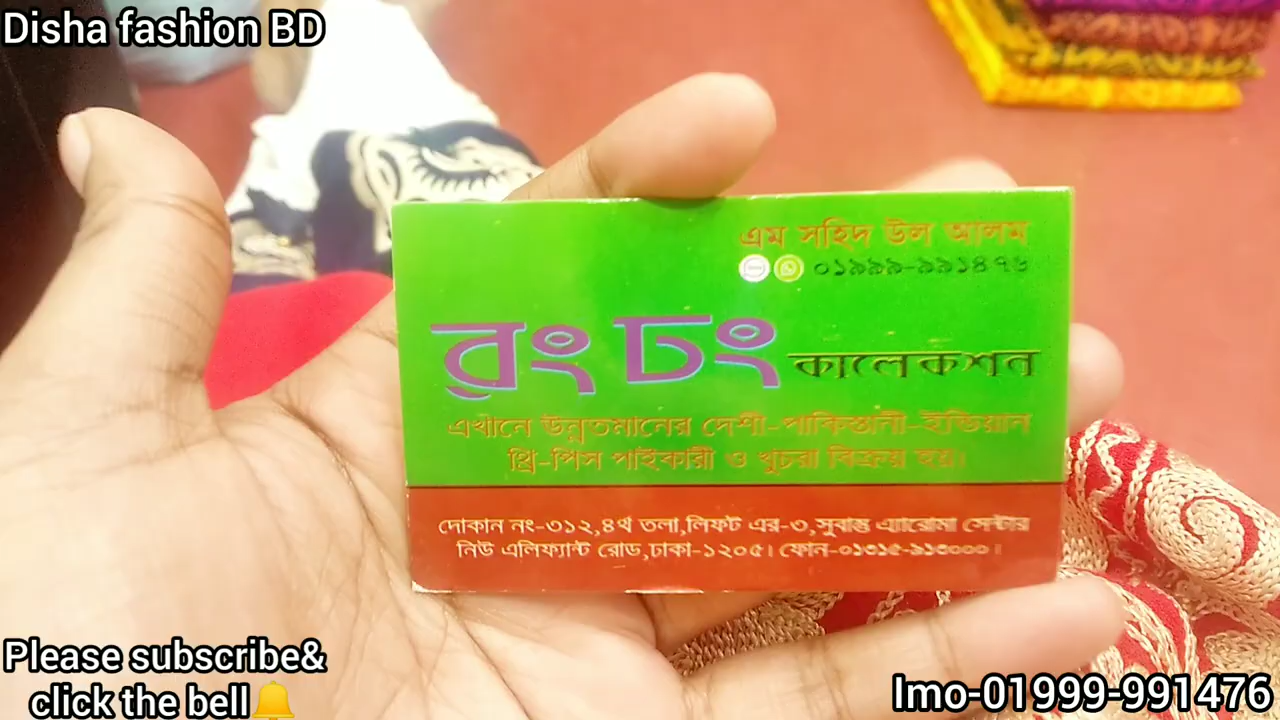 Disha fashion BD
এম সহিদ উল আলম
০১৯৯৯-৯৯১৪৭৬
রং ঢং কালেকশন
এখানে উন্নতমানের দেশী-পাকিস্তানী-ইন্ডিয়ান
থ্রি-পিস পাইকারী ও খুচরা বিক্রয় হয়।
দোকান নং-৩১২,৪র্থ তলা,লিফট এর-৩,সুবাস্তু এ্যারোমা সেন্টার
নিউ এলিফ্যান্ট রোড,ঢাকা-১২০৫। ফোন-০১৩১৫-৯১৩০০০।
Please subscribe&
click the bell🔔
Imo-01999-991476